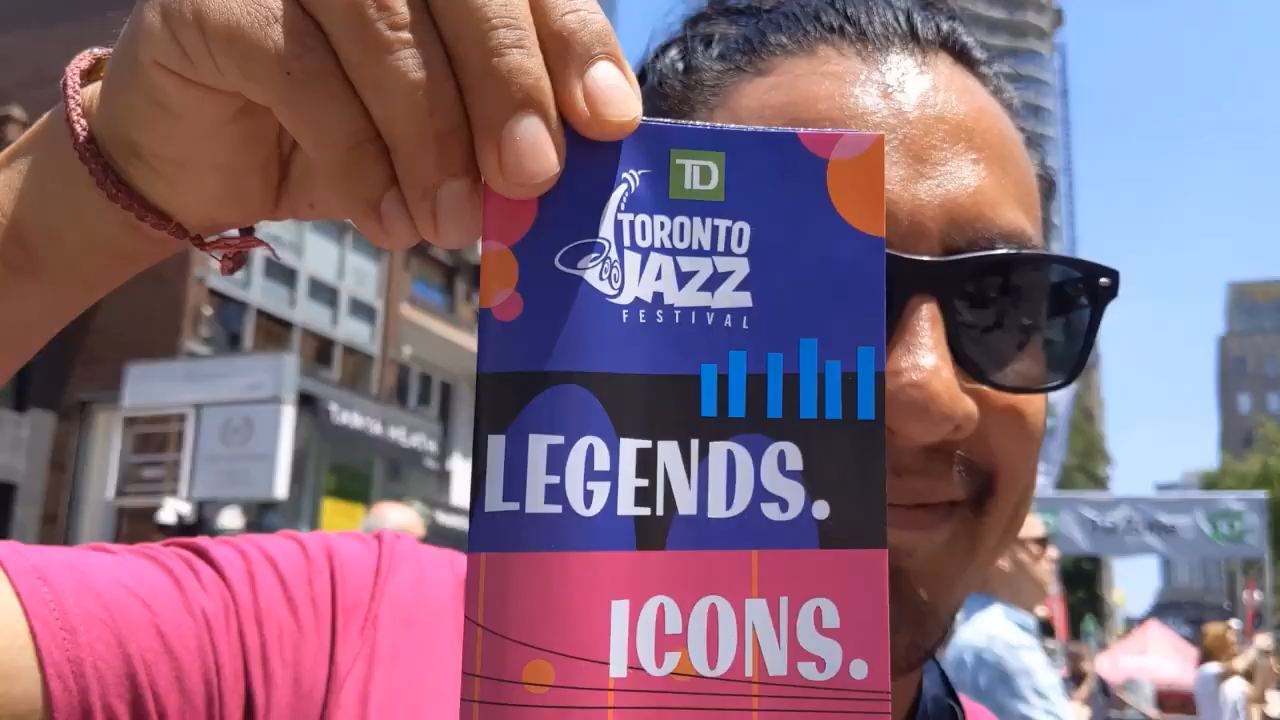 TD
TORONTO
JAZZ
FESTIVAL
LEGENDS.
ICONS.